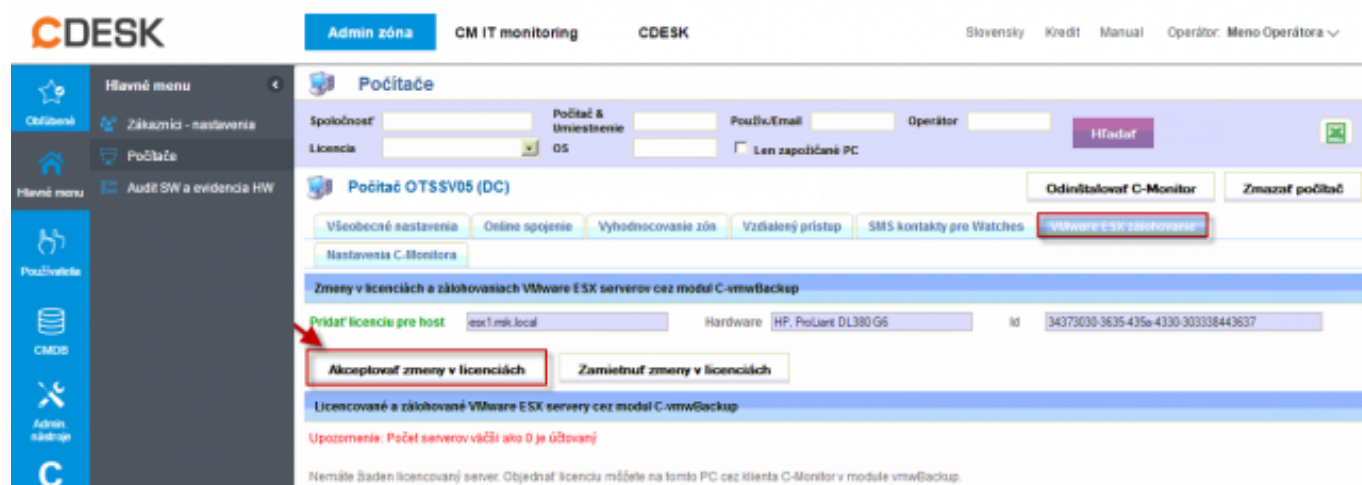 CDESK
Admin zóna CM IT monitoring CDESK Slovensky Kredit Manual Operátor: Meno Operátora
Obľúbené
Hlavné menu
Používatelia
CMDB
Admin. nástroje
C
Hlavné menu
Zákazníci - nastavenia
Počítače
Audit SW a evidencia HW
Počítače
Spoločnosť Počítač & Umiestnenie Použív./Email Operátor Hľadať
Licencia OS Len zapožičané PC
Počítač OTSSV05 (DC) Odinštalovať C-Monitor Zmazať počítač
Všeobecné nastavenia Online spojenie Vyhodnocovanie zón Vzdialený prístup SMS kontakty pre Watches VMware ESX zálohovanie
Nastavenia C-Monitora
Zmeny v licenciách a zálohovaniach VMware ESX serverov cez modul C-vmwBackup
Pridať licenciu pre host esx1.mik.local Hardware HP, ProLiant DL380 G6 Id 34373030-3635-435a-4330-303338443637
Akceptovať zmeny v licenciách Zamietnuť zmeny v licenciách
Licencované a zálohované VMware ESX servery cez modul C-vmwBackup
Upozornenie: Počet serverov väčší ako 0 je účtovaný
Nemáte žiaden licencovaný server. Objednať licenciu môžete na tomto PC cez klienta C-Monitor v module vmwBackup.